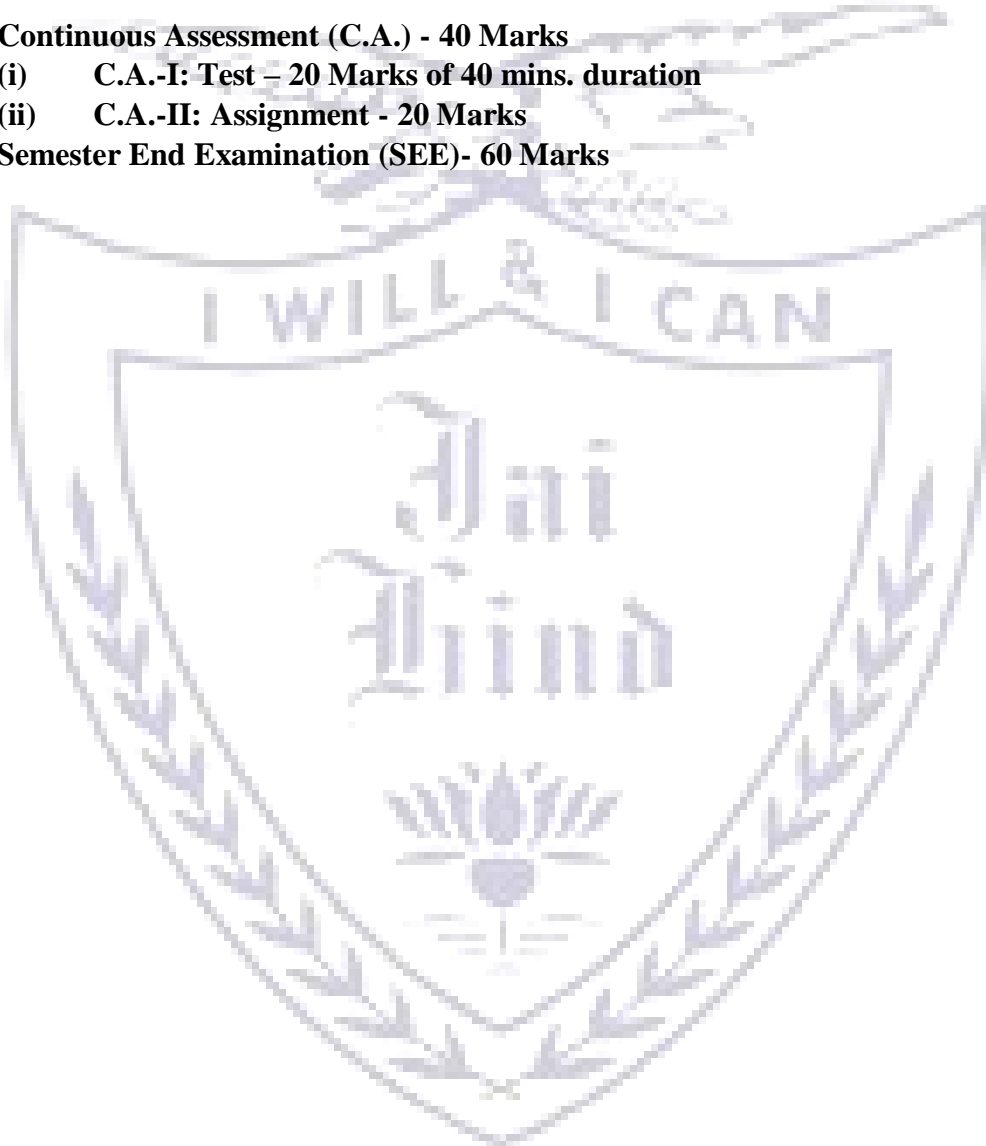 Continuous Assessment (C.A.) - 40 Marks
(i) C.A.-I: Test – 20 Marks of 40 mins. duration
(ii) C.A.-II: Assignment - 20 Marks
Semester End Examination (SEE)- 60 Marks
I WILL & I CAN
Jai
Hind